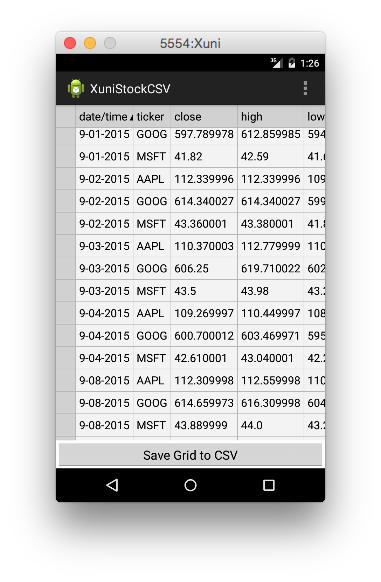 5554:Xuni
3G 1:26
XuniStockCSV
date/time ticker close high low
9-01-2015 GOOG 597.789978 612.859985 594
9-01-2015 MSFT 41.82 42.59 41.
9-02-2015 AAPL 112.339996 112.339996 109
9-02-2015 GOOG 614.340027 614.340027 599
9-02-2015 MSFT 43.360001 43.380001 41.8
9-03-2015 AAPL 110.370003 112.779999 110
9-03-2015 GOOG 606.25 619.710022 602
9-03-2015 MSFT 43.5 43.98 43.2
9-04-2015 AAPL 109.269997 110.449997 108
9-04-2015 GOOG 600.700012 603.469971 595
9-04-2015 MSFT 42.610001 43.040001 42.2
9-08-2015 AAPL 112.309998 112.559998 110
9-08-2015 GOOG 614.659973 616.309998 604
9-08-2015 MSFT 43.889999 44.0 43.2
Save Grid to CSV